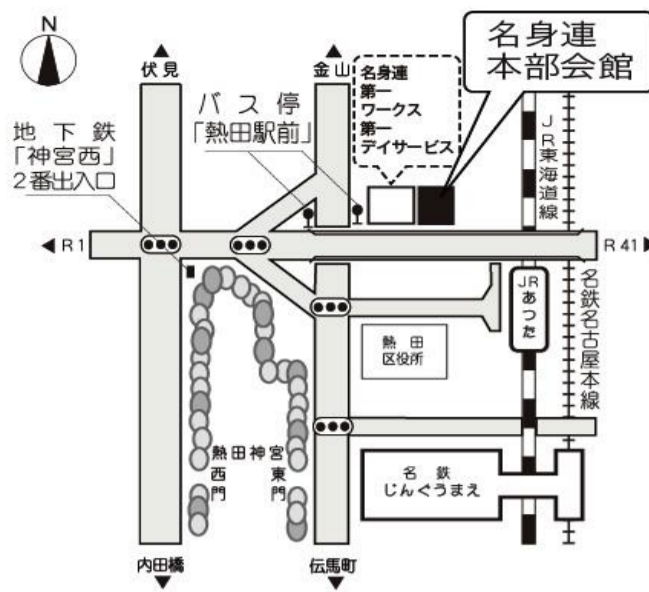 N
伏見
金山
名身連
第一
ワークス
第一
デイサービス
名身連
本部会館
バス停
「熱田駅前」
地下鉄
「神宮西」
2番出入口
JR東海道線
◀R1
R 41▶
JR
あつた
名鉄名古屋本線
熱田
区役所
熱田神宮
西門
東門
名鉄
じんぐうまえ
内田橋
伝馬町